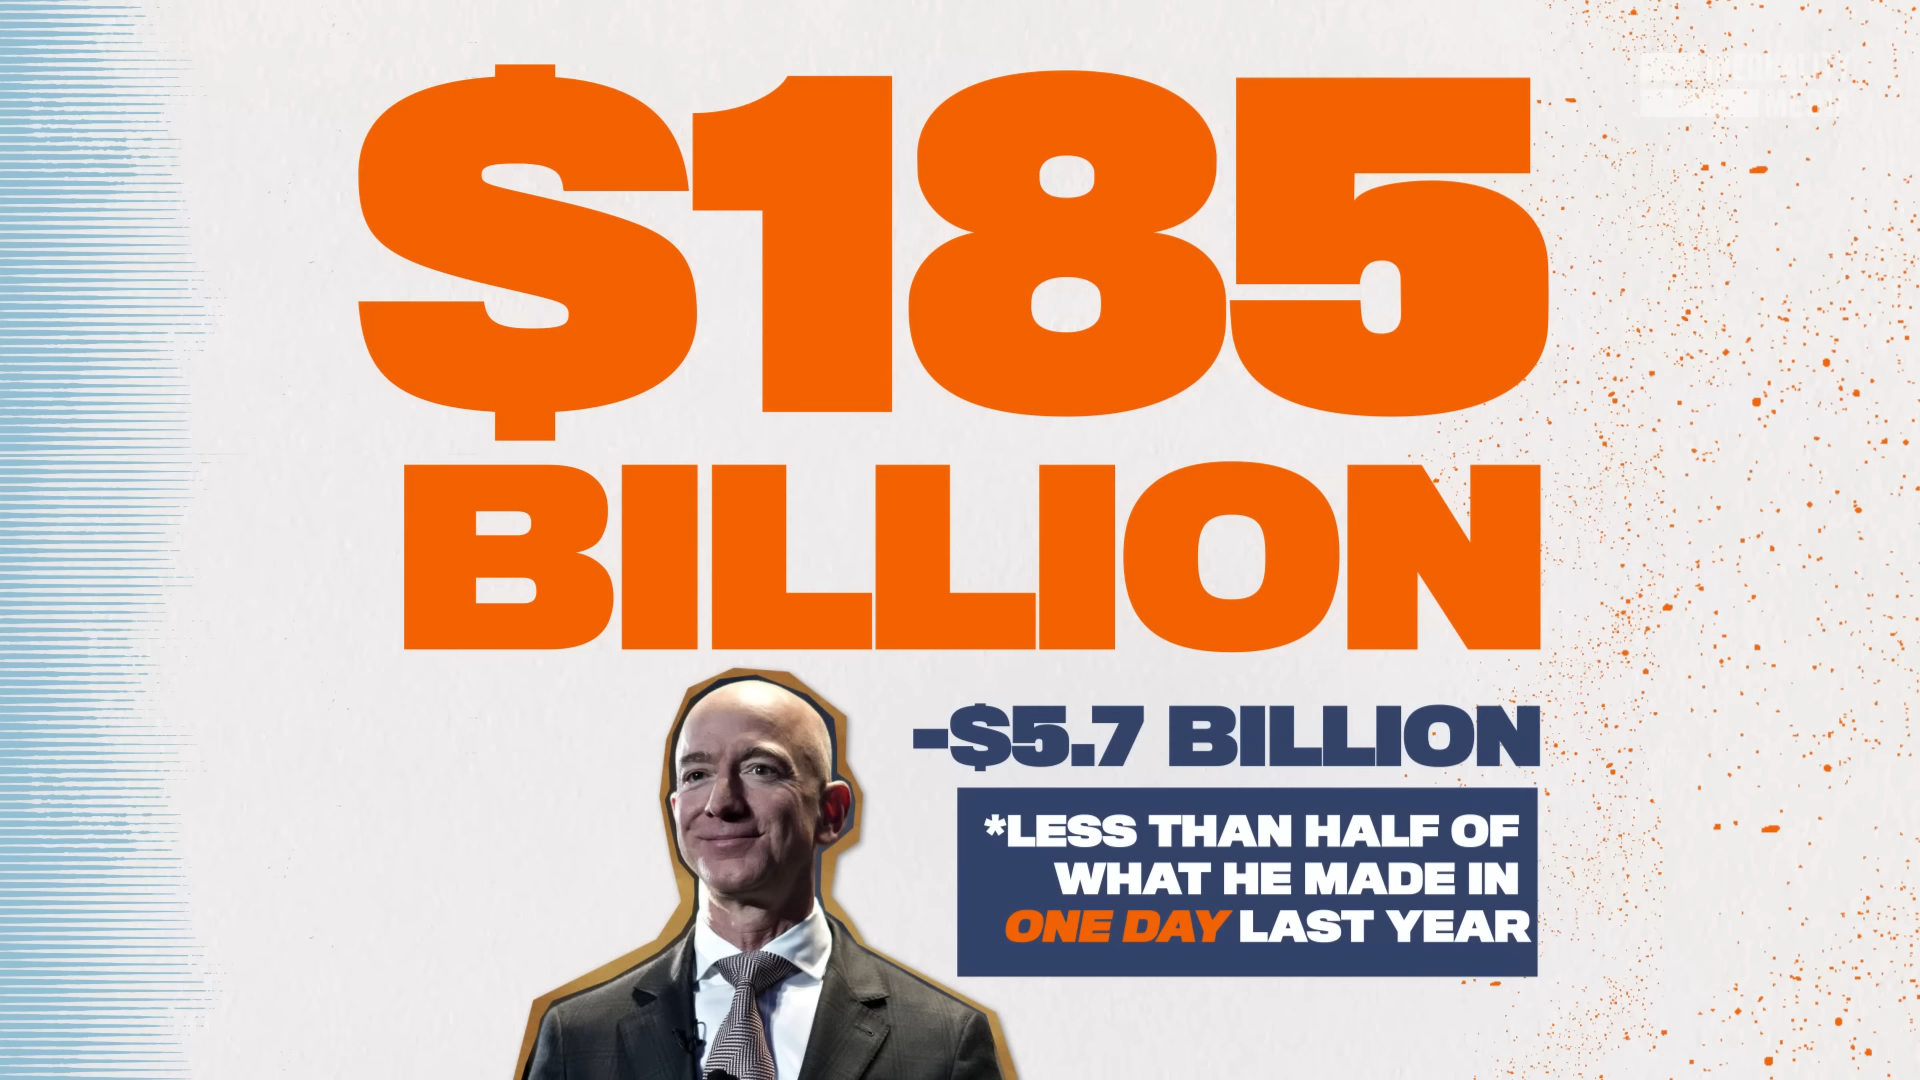 $185
BILLION
-$5.7 BILLION
*LESS THAN HALF OF
WHAT HE MADE IN
ONE DAY LAST YEAR